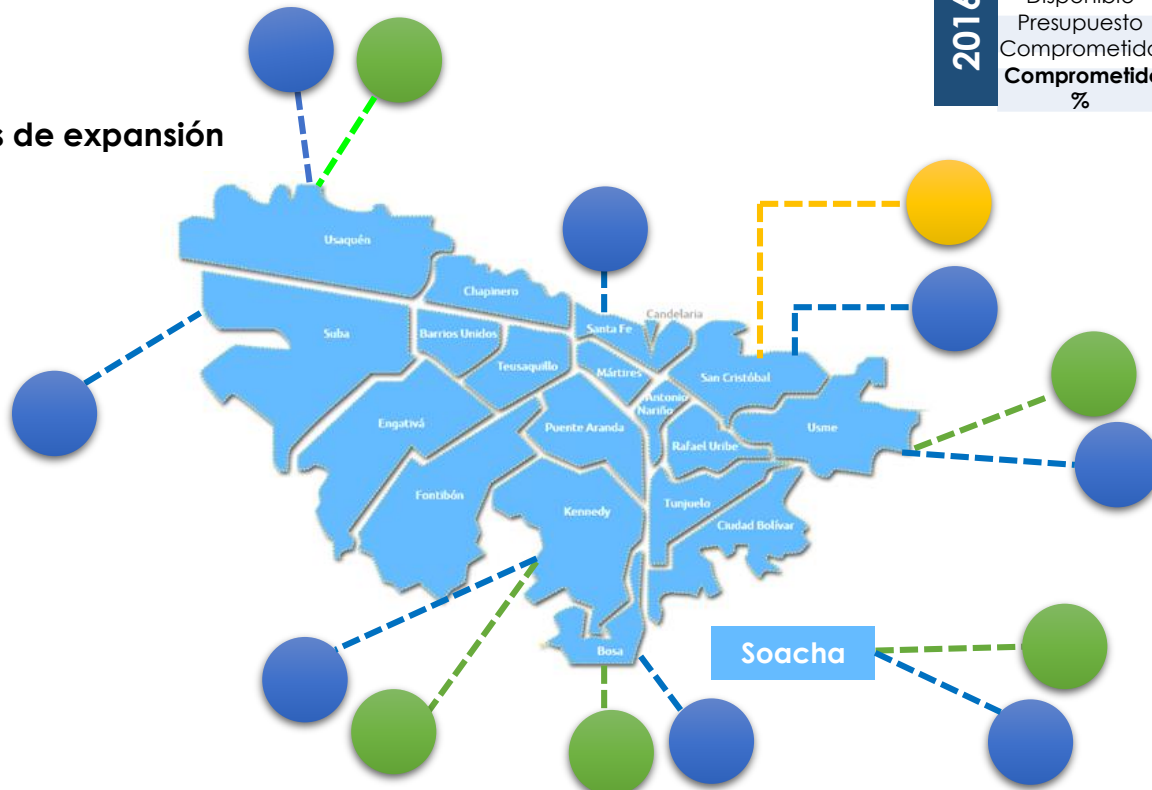 Disponible
Presupuesto
Comprometido
Comprometido
%
2016
s de expansión
Usaquén
Chapinero
Candelaria
Santa Fe
Suba
Barrios Unidos
Teusaquillo
Mártires
San Cristóbal
Antonio
Nariño
Engativá
Puente Aranda
Usme
Rafael Uribe
Fontibón
Kennedy
Tunjuelo
Ciudad Bolívar
Bosa
Soacha